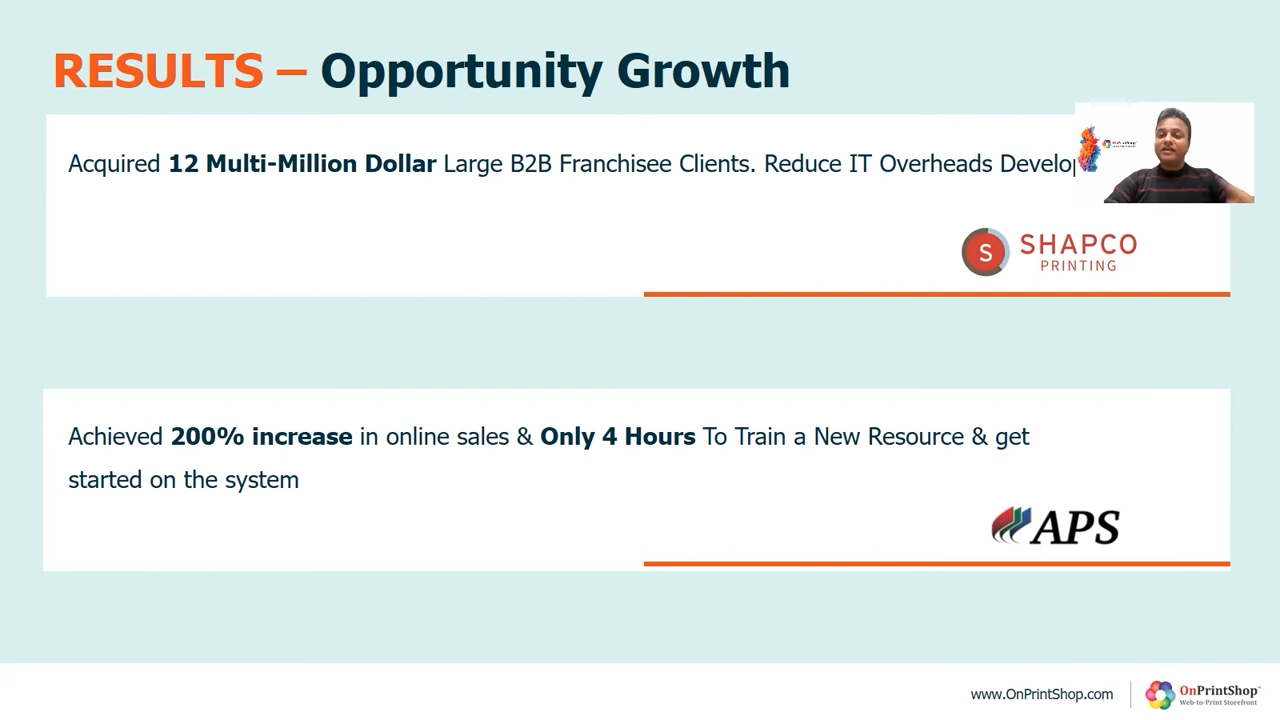 RESULTS – Opportunity Growth
Acquired 12 Multi-Million Dollar Large B2B Franchisee Clients. Reduce IT Overheads
SHAPCO
PRINTING
S
Achieved 200% increase in online sales & Only 4 Hours To Train a New Resource & get
started on the system
APS
www.OnPrintShop.com
OnPrintShop™
Web-to-Print Storefront